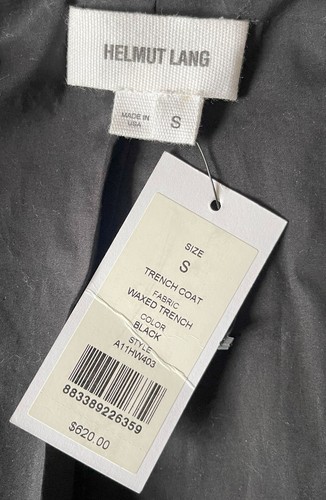 HELMUT LANG
MADE IN
USA
S
SIZE
S
TRENCH COAT
FABRIC
WAXED TRENCH
COLOR
BLACK
STYLE
A11HW403
883389226359
$620.00